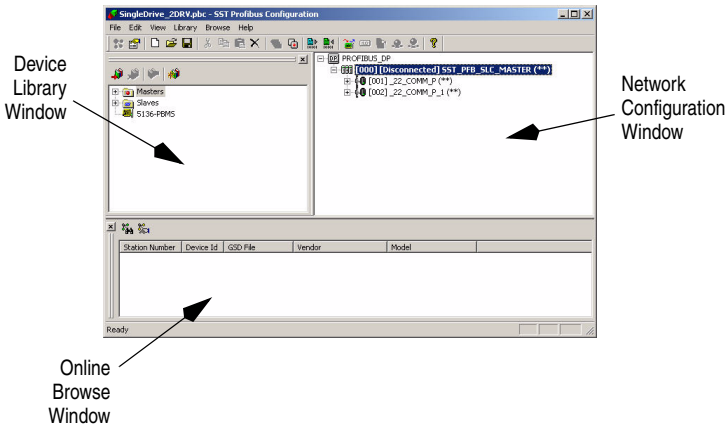 SingleDrive_2DRV.pbc - SST Profibus Configuration
File Edit View Library Browse Help
Device
Library
Window
Masters
Slaves
5136-PBMS
DP PROFIBUS_DP
[000] [Disconnected] SST_PFB_SLC_MASTER (**)
[001] _22_COMM_P (**)
[002] _22_COMM_P_1 (**)
Network
Configuration
Window
Station Number Device Id GSD File Vendor Model
Ready
Online
Browse
Window